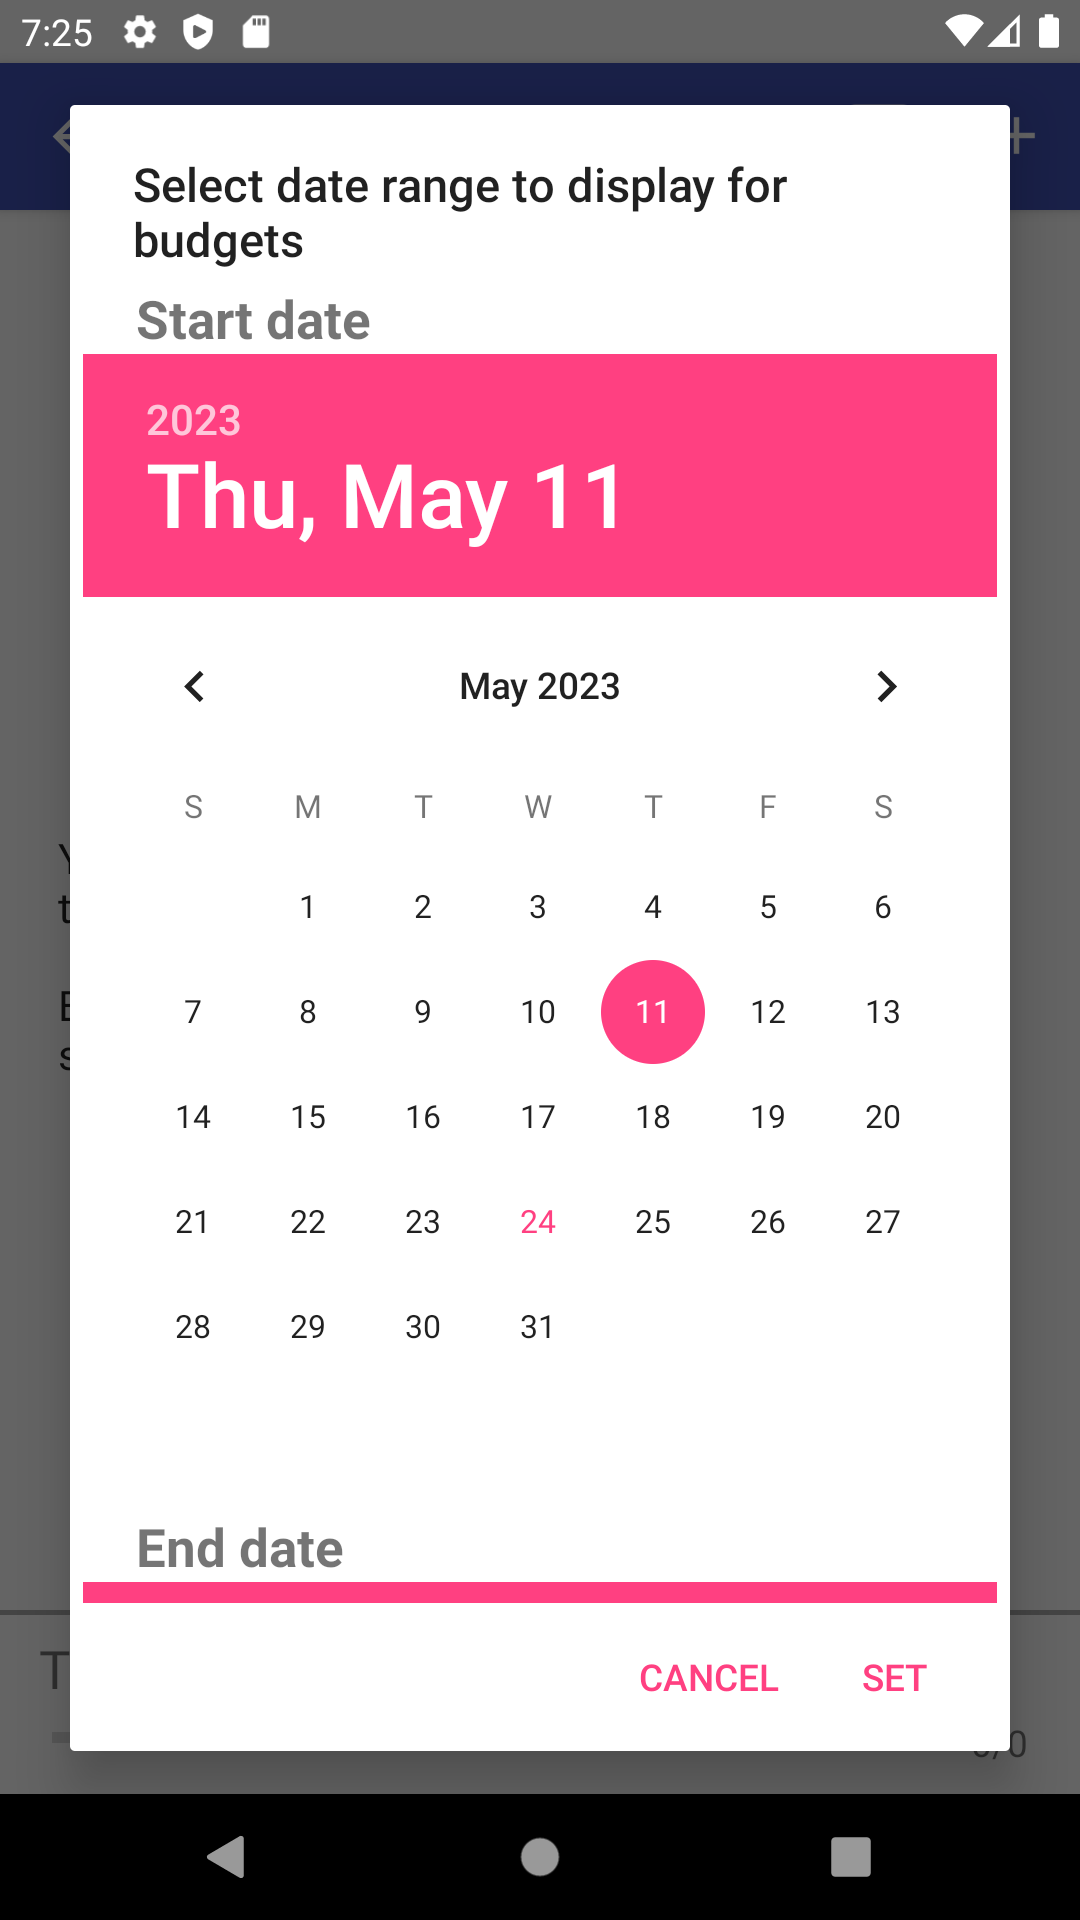 7:25
Select date range to display for
budgets
Start date
2023
Thu, May 11
May 2023
S M T W T F S
1 2 3 4 5 6
7 8 9 10 11 12 13
14 15 16 17 18 19 20
21 22 23 24 25 26 27
28 29 30 31
End date
CANCEL SET